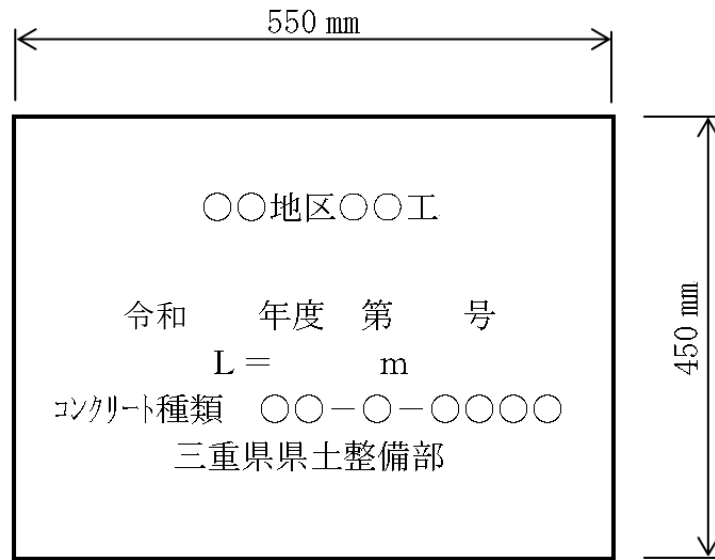 550 mm
○○地区○○工
令和　　年度　第　　号
L =　　　m
450 mm
ｺﾝｸﾘｰﾄ種類　○○－○－○○○○
三重県県土整備部